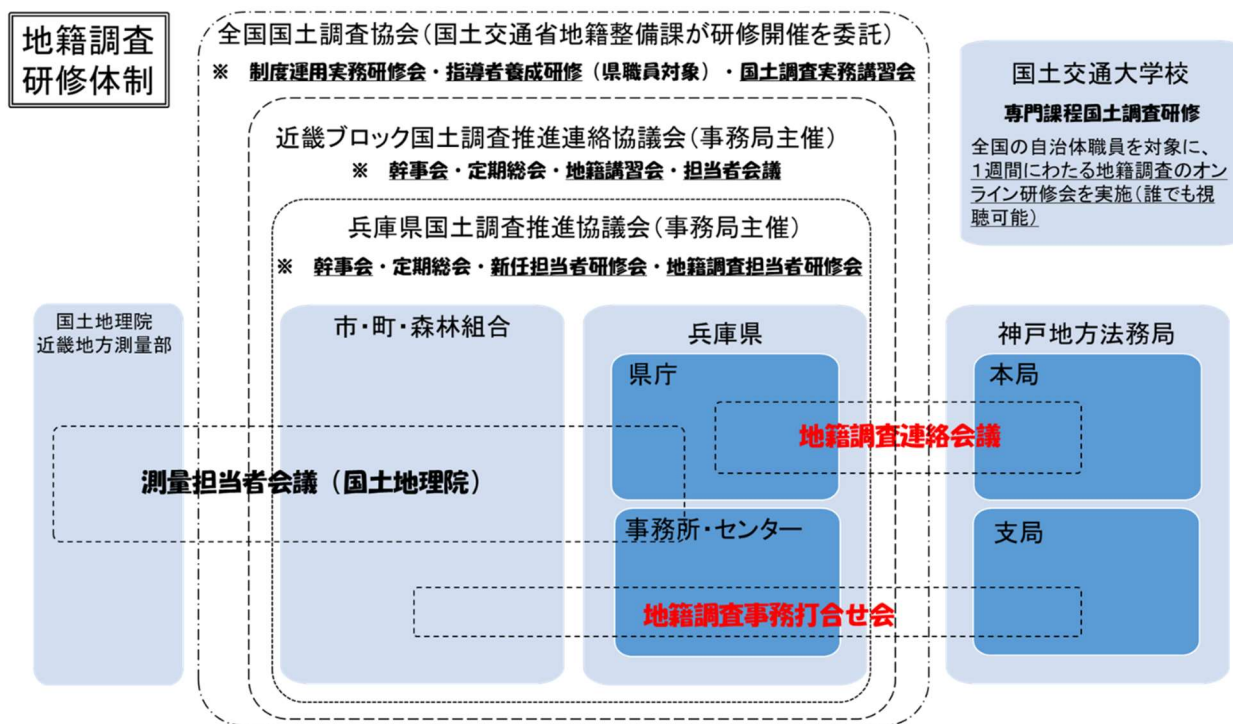 地籍調査
研修体制
全国国土調査協会（国土交通省地籍整備課が研修開催を委託）
※　制度運用実務研修会・指導者養成研修（県職員対象）・国土調査実務講習会
近畿ブロック国土調査推進連絡協議会（事務局主催）
※　幹事会・定期総会・地籍講習会・担当者会議
兵庫県国土調査推進協議会（事務局主催）
※　幹事会・定期総会・新任担当者研修会・地籍調査担当者研修会
国土交通大学校
専門課程国土調査研修
全国の自治体職員を対象に、
１週間にわたる地籍調査のオン
ライン研修会を実施（誰でも視
聴可能）
国土地理院
近畿地方測量部
市・町・森林組合
兵庫県
県庁
神戸地方法務局
本局
地籍調査連絡会議
測量担当者会議（国土地理院）
事務所・センター
支局
地籍調査事務打合せ会